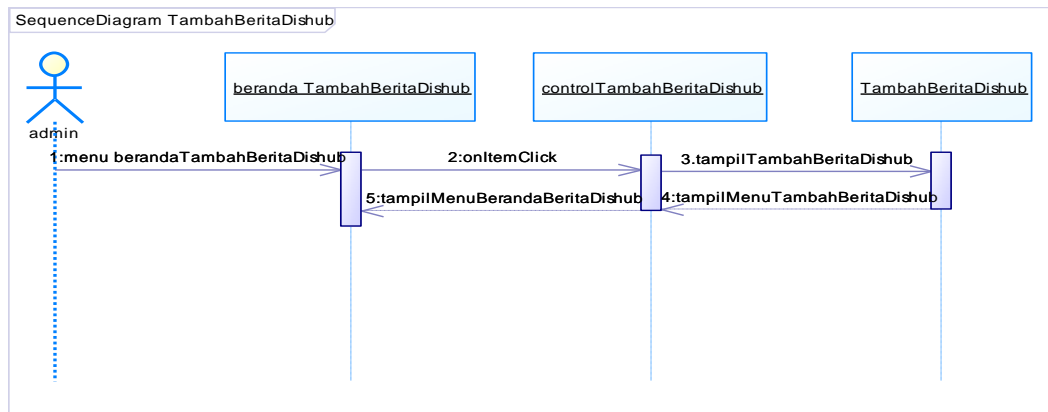 SequenceDiagram TambahBeritaDishub
beranda TambahBeritaDishub
controlTambahBeritaDishub
TambahBeritaDishub
admin
1:menu berandaTambahBeritaDishub
2:onItemClick
3.tampilTambahBeritaDishub
5:tampilMenuBerandaBeritaDishub
4:tampilMenuTambahBeritaDishub